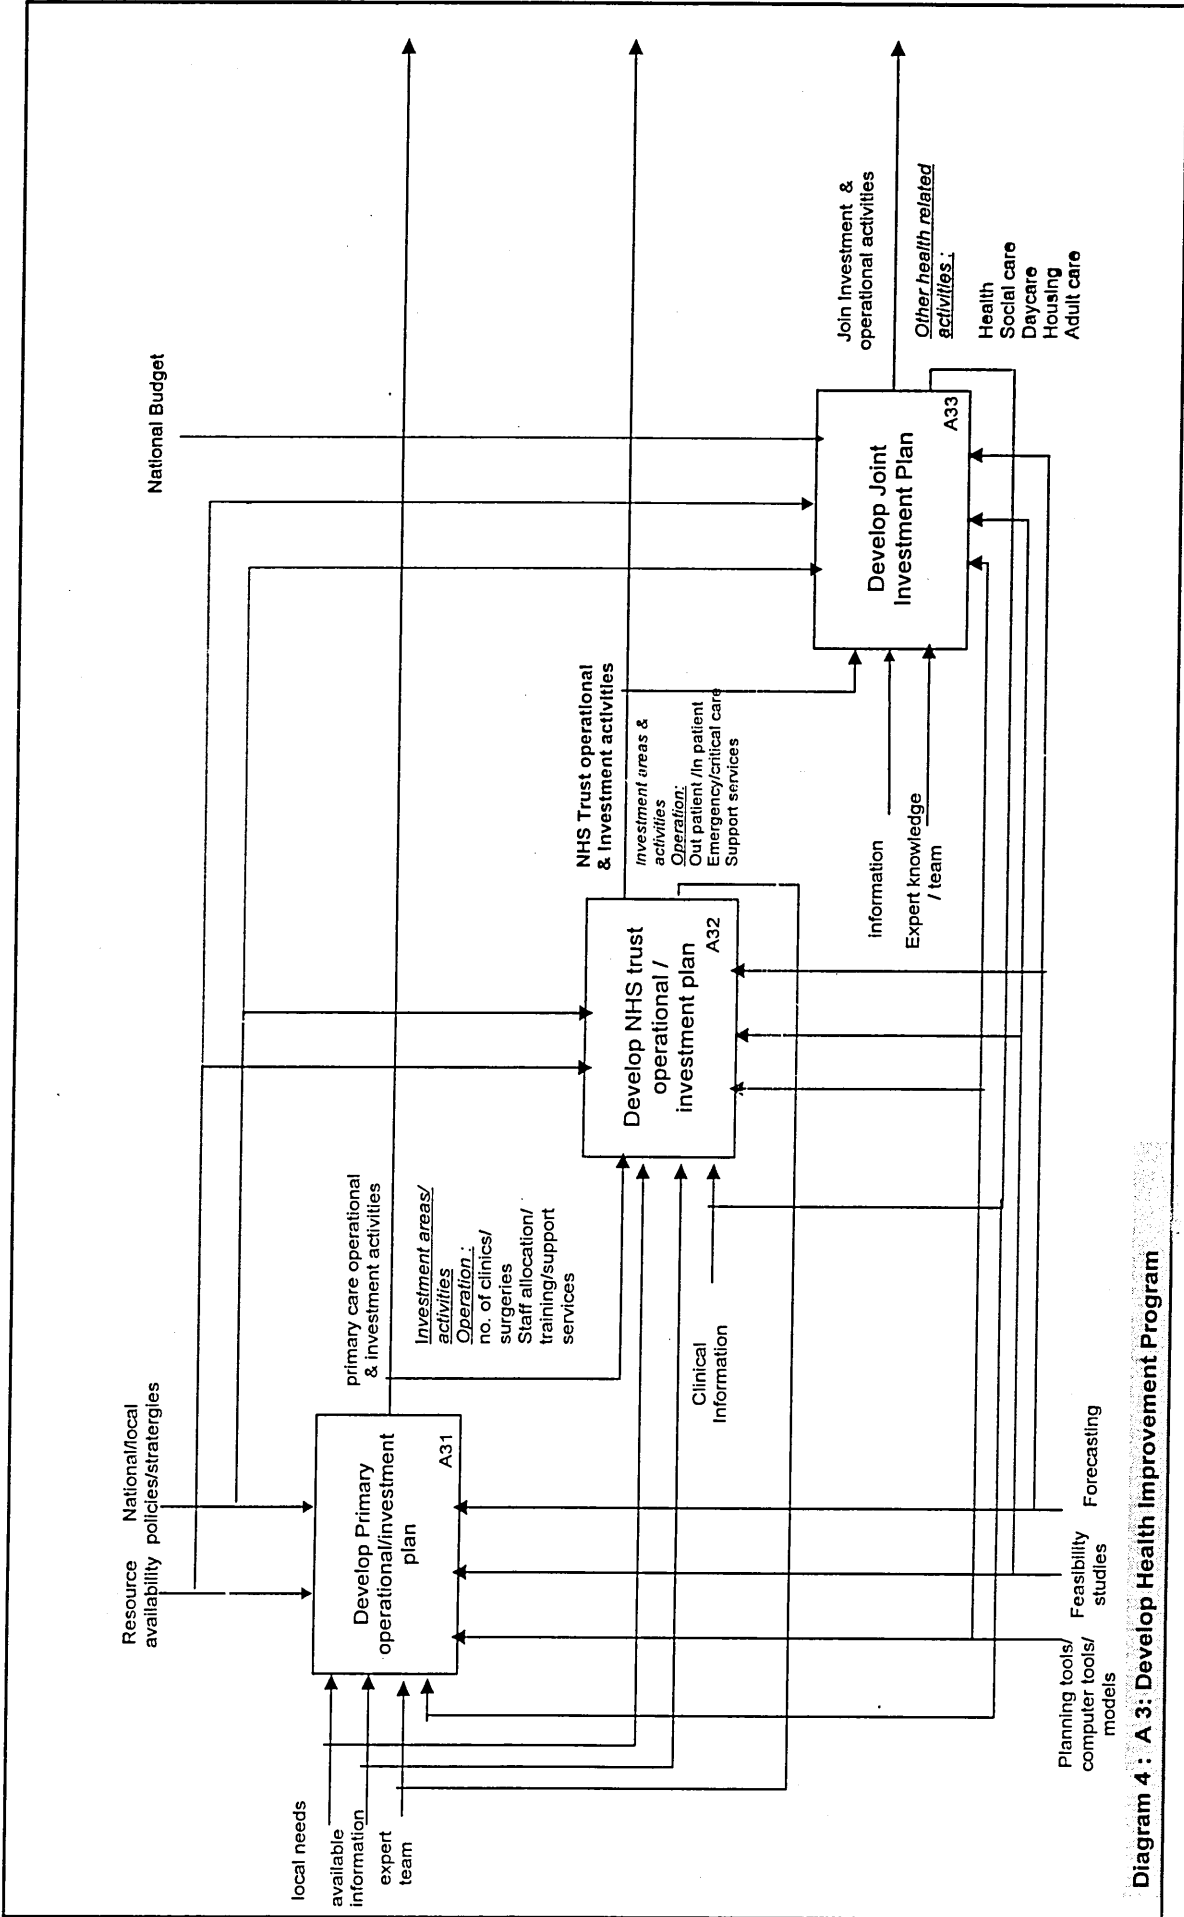 National Budget
Resource
availability
National/local
policies/stratergies
primary care operational
& investment activities
Investment areas/
activities
Operation :
no. of clinics/
surgeries
Staff allocation/
training/support
services
Develop Primary
operational/investment
plan
A31
local needs
available
information
expert
team
NHS Trust operational
& Investment activities
Investment areas &
activities
Operation:
Out patient /In patient
Emergency/critical care
Support services
Develop NHS trust
operational /
investment plan
A32
Clinical
Information
Join Investment &
operational activities
Other health related
activities :
Health
Social care
Daycare
Housing
Adult care
Develop Joint
Investment Plan
A33
information
Expert knowledge
/ team
Planning tools/
computer tools/
models
Feasibility
studies
Forecasting
Diagram 4 : A 3: Develop Health Improvement Program